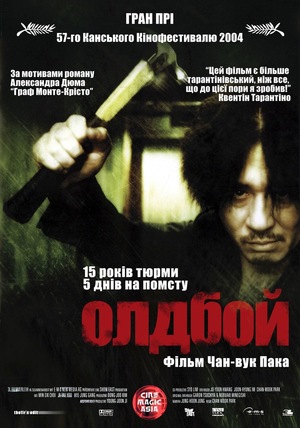 ГРАН ПРІ
57-го Канського Кінофестивалю 2004
За мотивами роману
Александра Дюма
"Граф Монте-Крісто"
"Цей фільм є більше
тарантінівський, ніж все,
що до цієї пори я зробив!"
Квентін Тарантіно
15 років тюрми
5 днів на помсту
ОЛДБОЙ
Фільм Чан-вук Пака
CINE
MAGIC
ASIA